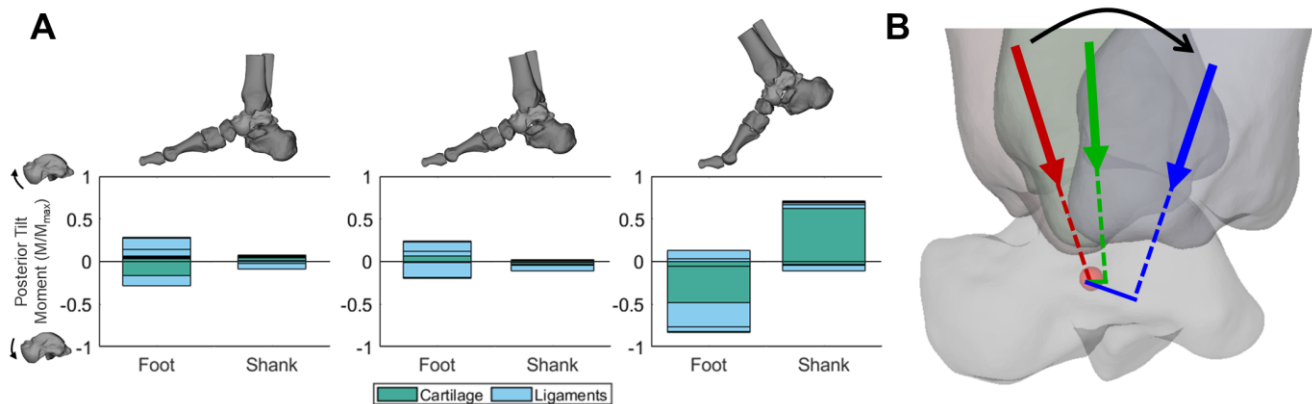 A
B
Posterior Tilt
Moment (M/Mmax)
1
0.5
0
-0.5
-1
Foot
Shank
1
0.5
0
-0.5
-1
Foot
Shank
1
0.5
0
-0.5
-1
Foot
Shank
Cartilage
Ligaments